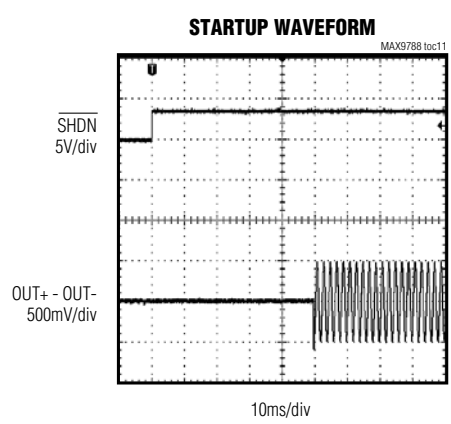 STARTUP WAVEFORM
MAX9788 toc11
T
SHDN
5V/div
OUT+ - OUT-
500mV/div
10ms/div